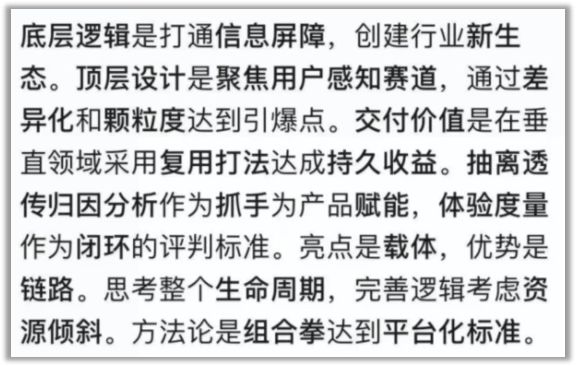 底层逻辑是打通信息屏障，创建行业新生
态。顶层设计是聚焦用户感知赛道，通过差
异化和颗粒度达到引爆点。交付价值是在垂
直领域采用复用打法达成持久收益。抽离透
传归因分析作为抓手为产品赋能，体验度量
作为闭环的评判标准。亮点是载体，优势是
链路。思考整个生命周期，完善逻辑考虑资
源倾斜。方法论是组合拳达到平台化标准。